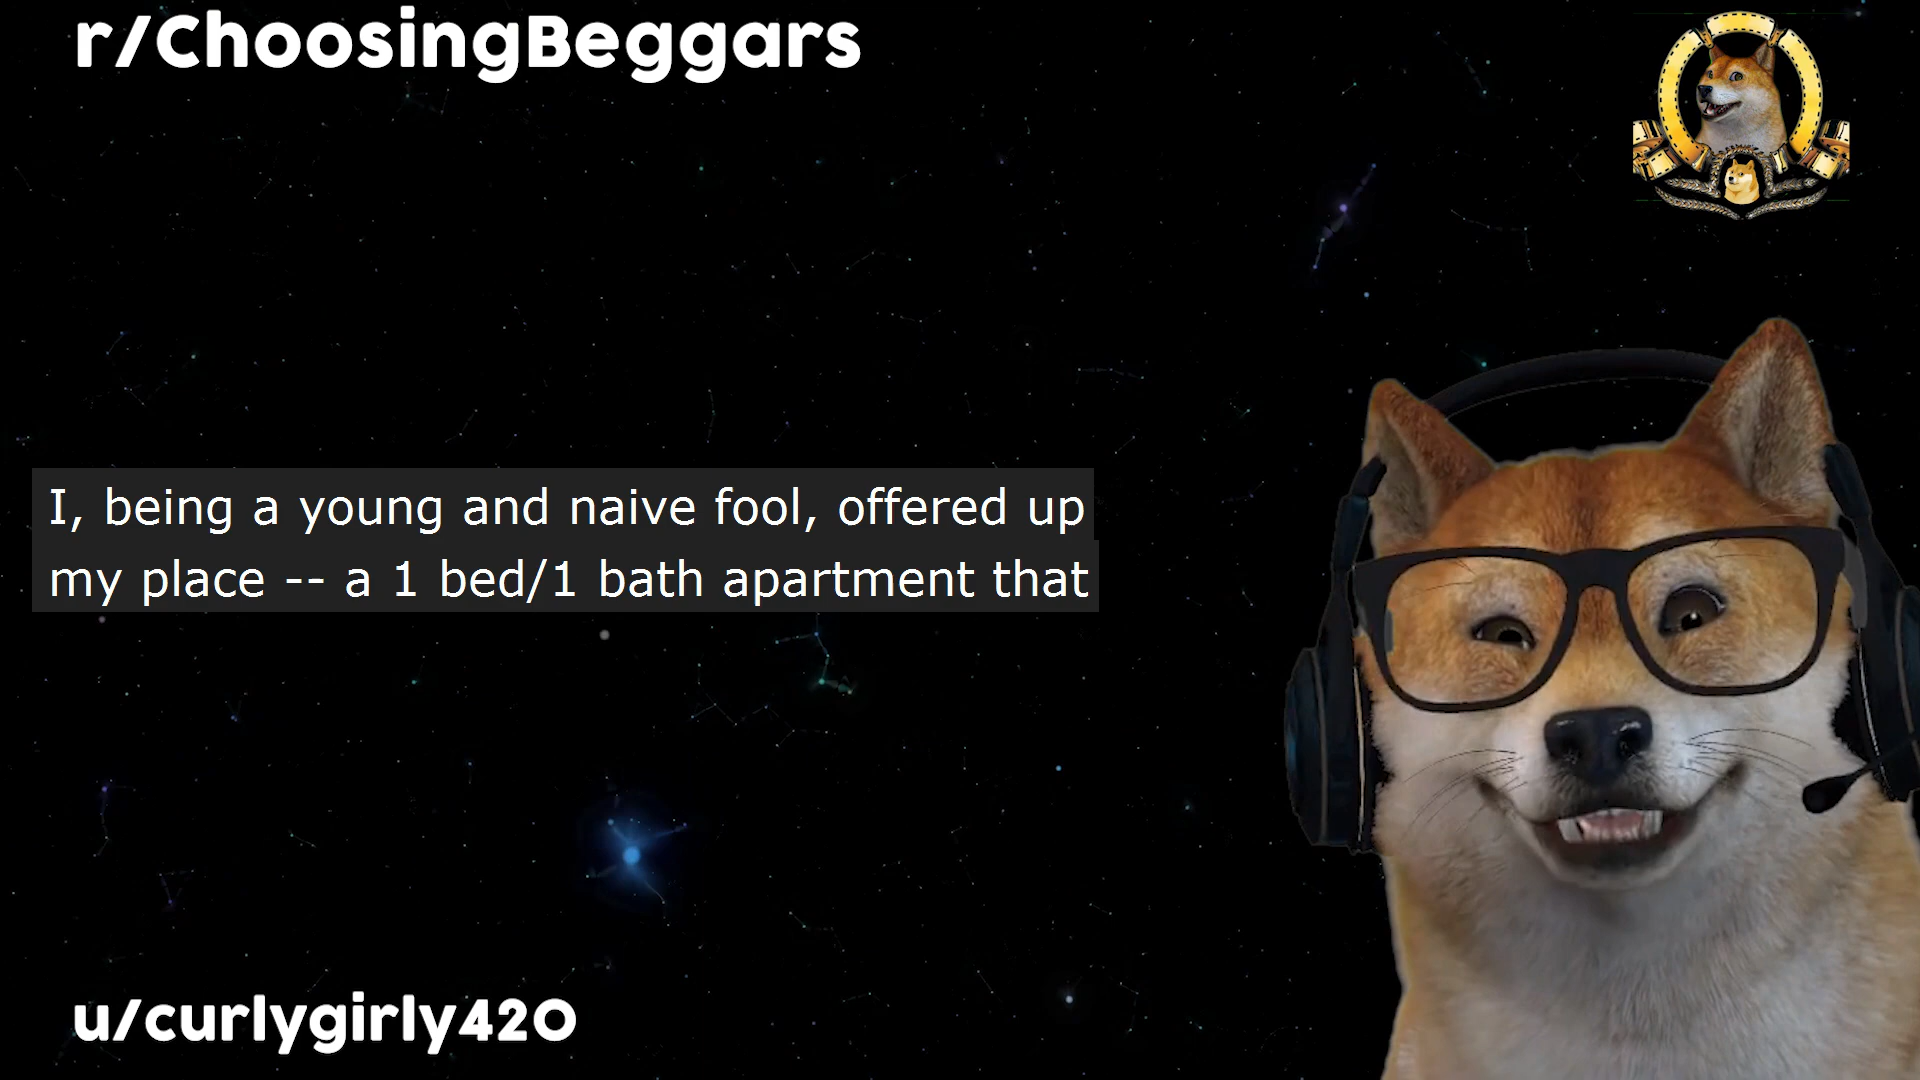 r/ChoosingBeggars
I, being a young and naive fool, offered up
my place -- a 1 bed/1 bath apartment that
u/curlygirly420